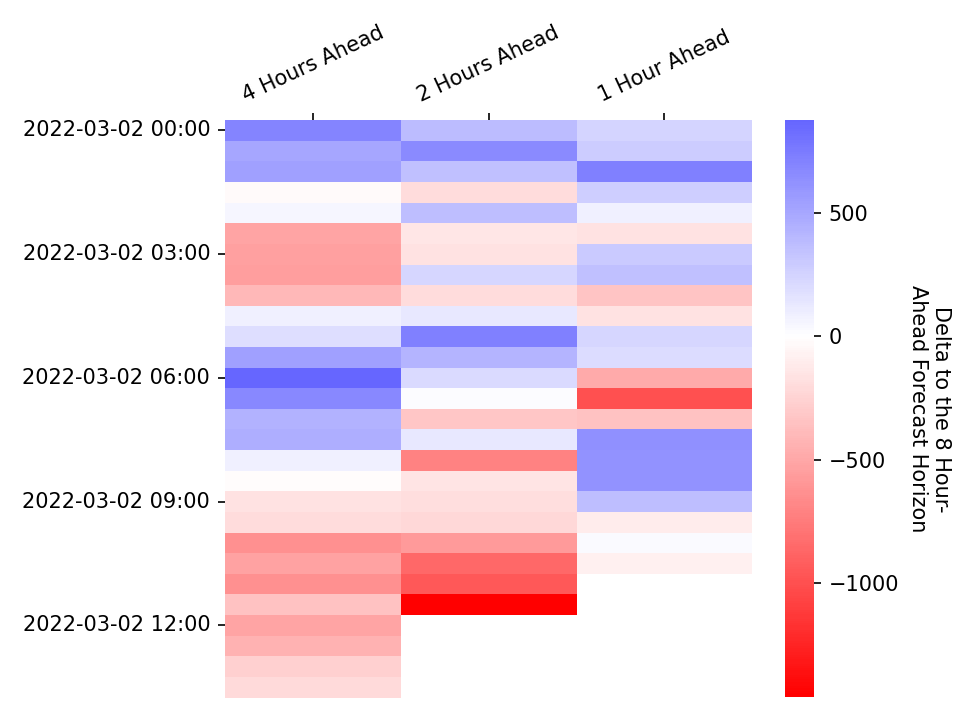 4 Hours Ahead
2 Hours Ahead
1 Hour Ahead
2022-03-02 00:00
2022-03-02 03:00
2022-03-02 06:00
2022-03-02 09:00
2022-03-02 12:00
500
0
−500
−1000
Delta to the 8 Hour-
Ahead Forecast Horizon